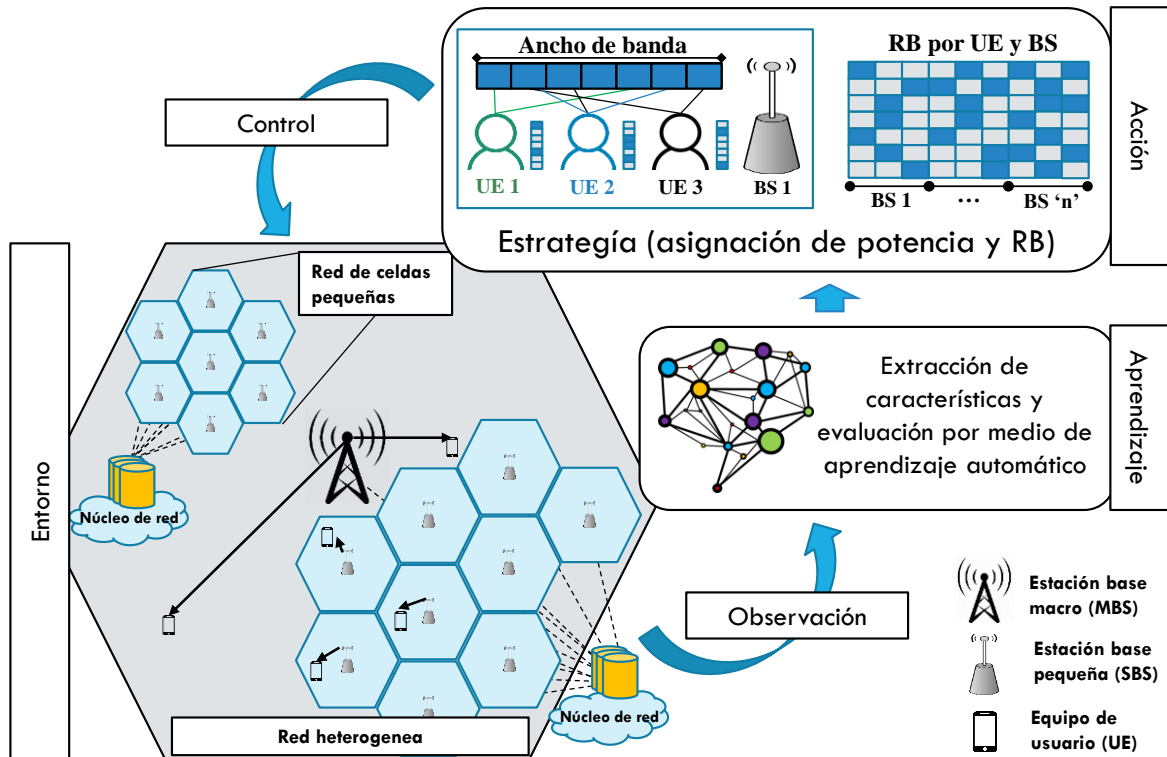 Ancho de banda
UE 1
UE 2
UE 3
BS 1
RB por UE y BS
BS 1
...
BS ‘n’
Estrategía (asignación de potencia y RB)
Acción
Control
Entorno
Red de celdas
pequeñas
Núcleo de red
Extracción de
características y
evaluación por medio de
aprendizaje automático
Aprendizaje
Observación
Núcleo de red
Red heterogenea
Estación base
macro (MBS)
Estación base
pequeña (SBS)
Equipo de
usuario (UE)